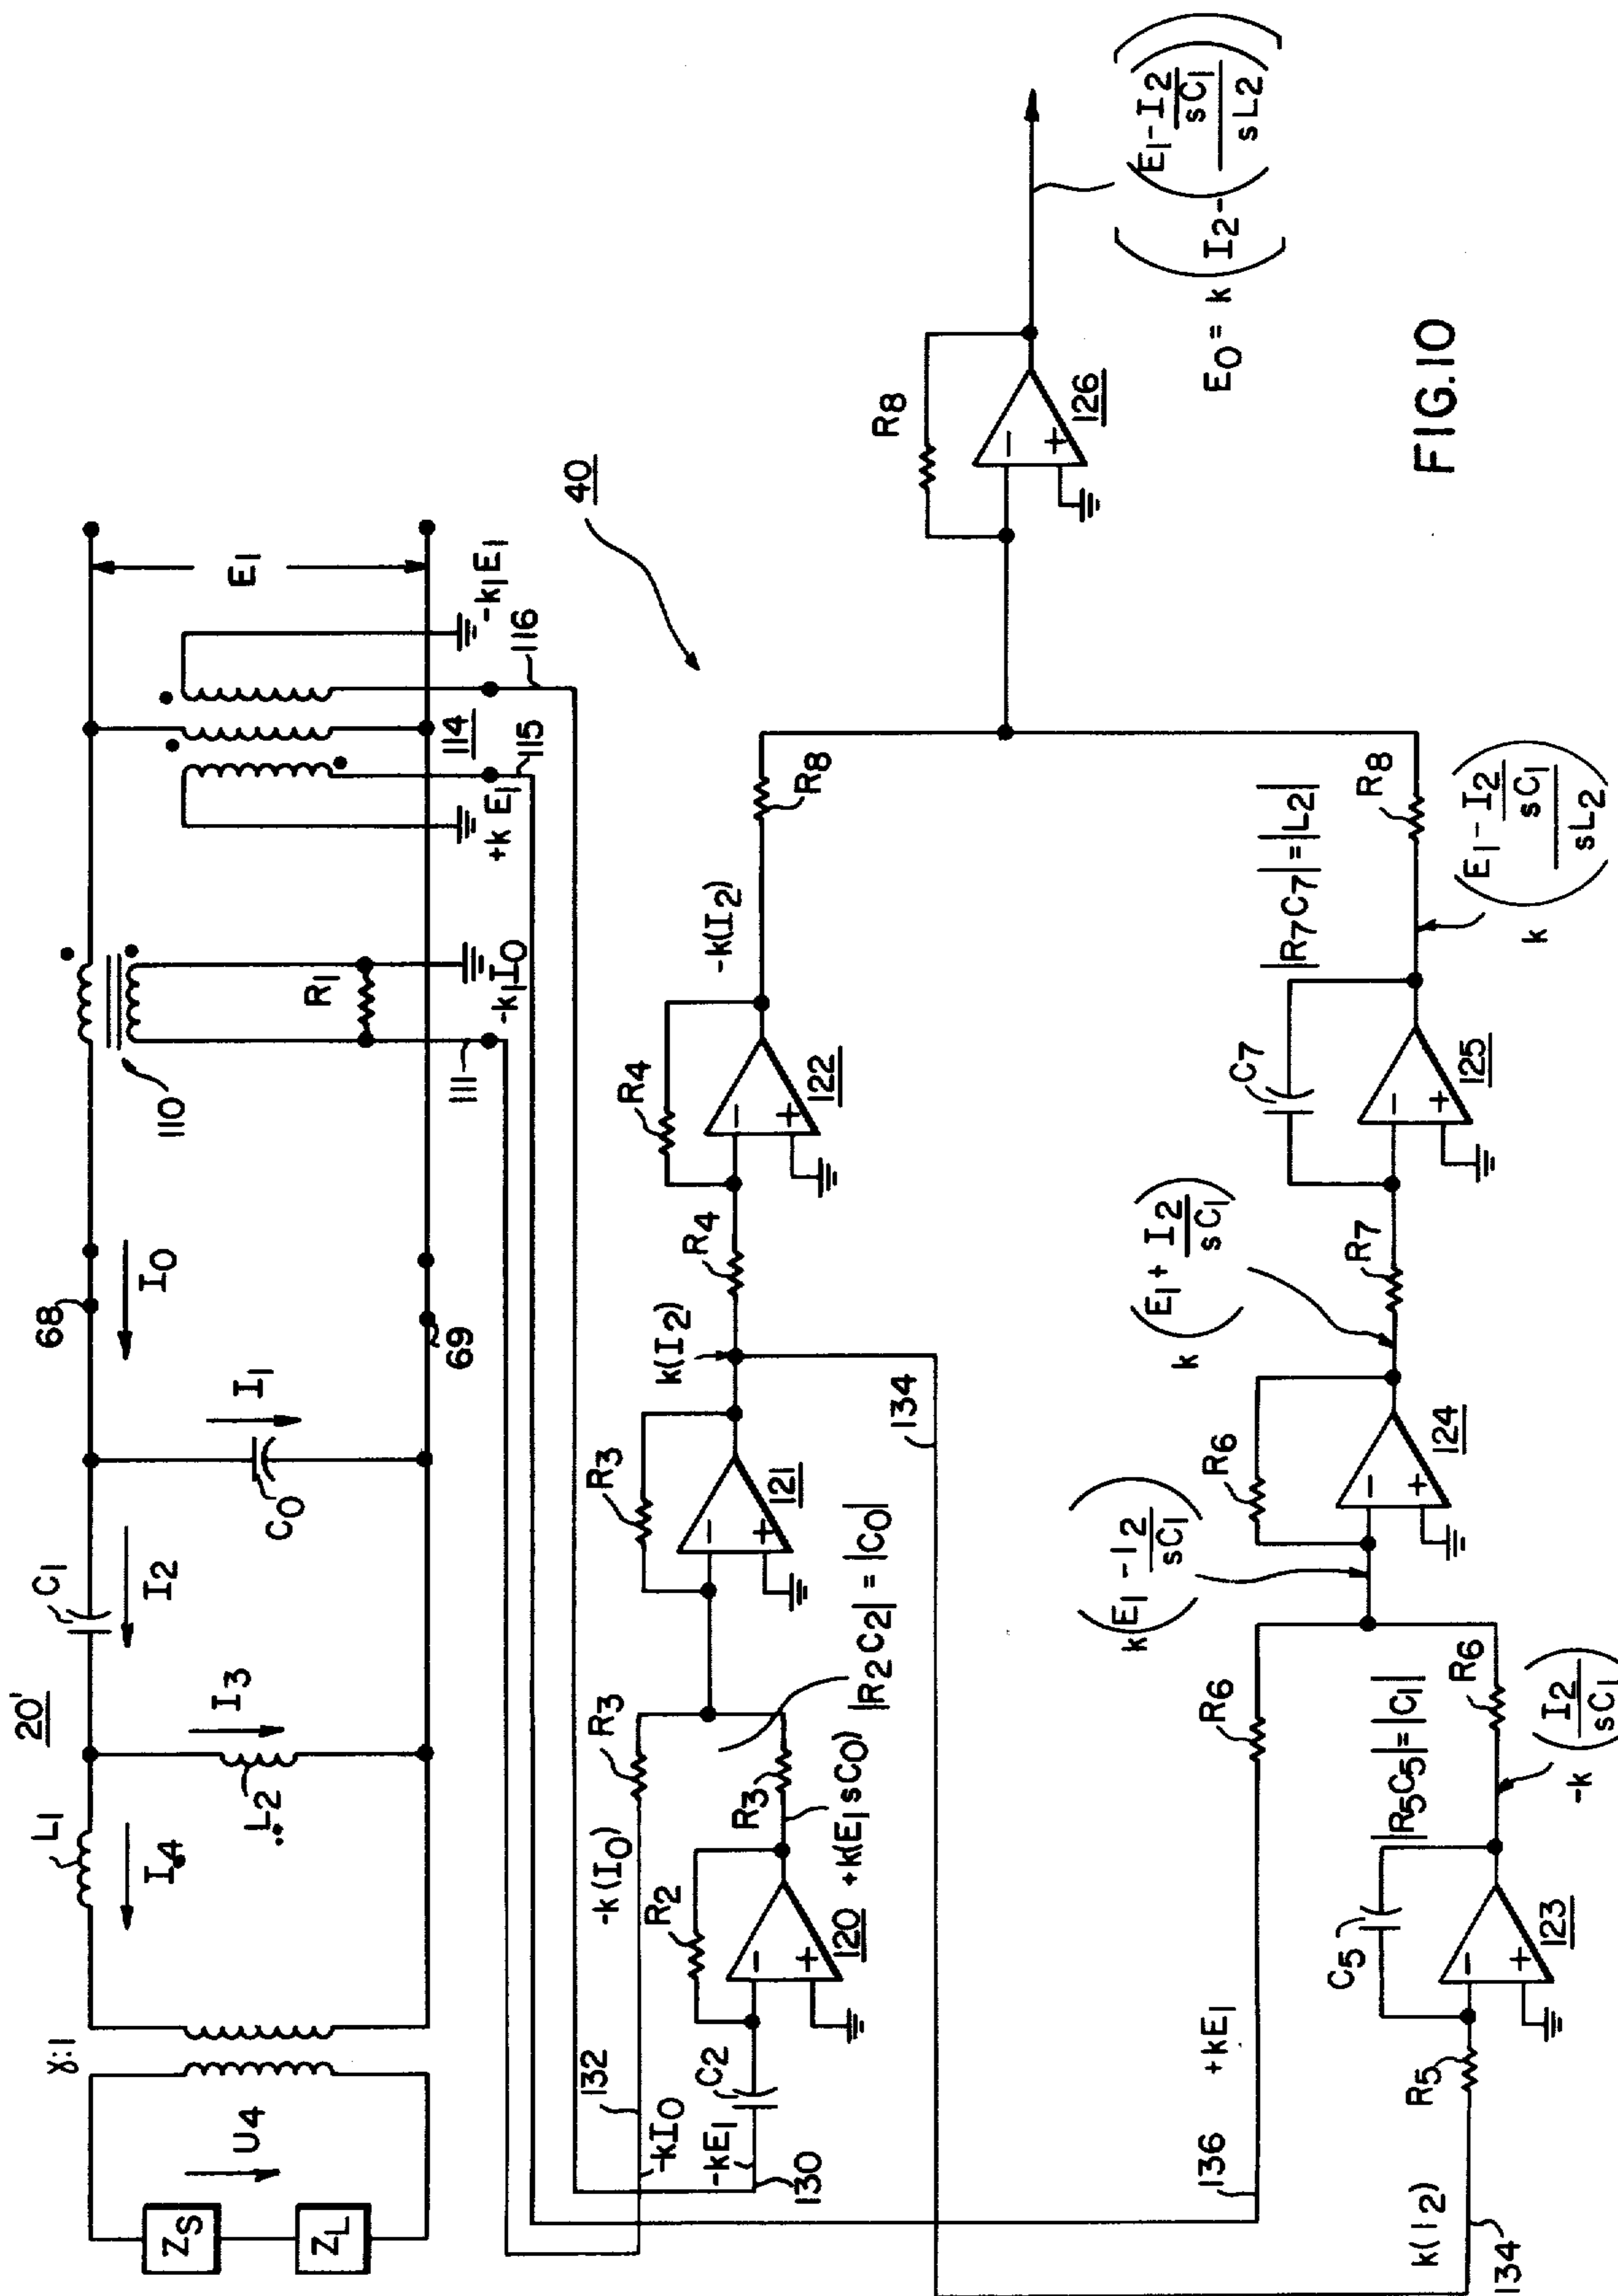 γ:1
20'
L1
C1
68
110
E1
I4
I3
I2
I1
I0
L2
C0
69
R1
114
U4
ZS
ZL
111
-k1I0
+k E1
115
116
-k1E1
40
132
-kI0
-k(I0)
R3
R3
k(I2)
R4
R4
-k(I2)
-kE1
C2
R2
R3
130
120
+k(E1sC0)
|R2C2| = |C0|
121
122
R8
R8
126
134
E0 = k ( I2 - ( E1 - I2/sC1 / sL2 ) )
k(E1 - I2/sC1)
k (E1 + I2/sC1)
136
+kE1
R6
R6
R7
C7
|R7C7| = |L2|
R8
124
125
k(I2)
134
R5
C5
|R5C5| = |C1|
R6
123
-k (I2/sC1)
k ( E1 - I2/sC1 / sL2 )
FIG.10